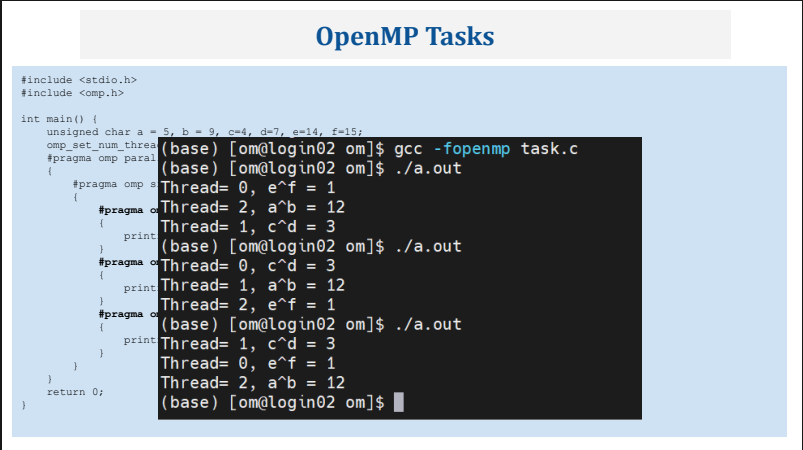 OpenMP Tasks
#include <stdio.h>
#include <omp.h>
int main() {
unsigned char a = 5, b = 9, c=4, d=7, e=14, f=15;
omp_set_num_threa
#pragma omp paral
{
#pragma omp s
{
#pragma o
{
print
}
#pragma o
{
print
}
#pragma o
{
print
}
}
}
return 0;
}
(base) [om@login02 om]$ gcc -fopenmp task.c
(base) [om@login02 om]$ ./a.out
Thread= 0, e^f = 1
Thread= 2, a^b = 12
Thread= 1, c^d = 3
(base) [om@login02 om]$ ./a.out
Thread= 0, c^d = 3
Thread= 1, a^b = 12
Thread= 2, e^f = 1
(base) [om@login02 om]$ ./a.out
Thread= 1, c^d = 3
Thread= 0, e^f = 1
Thread= 2, a^b = 12
(base) [om@login02 om]$